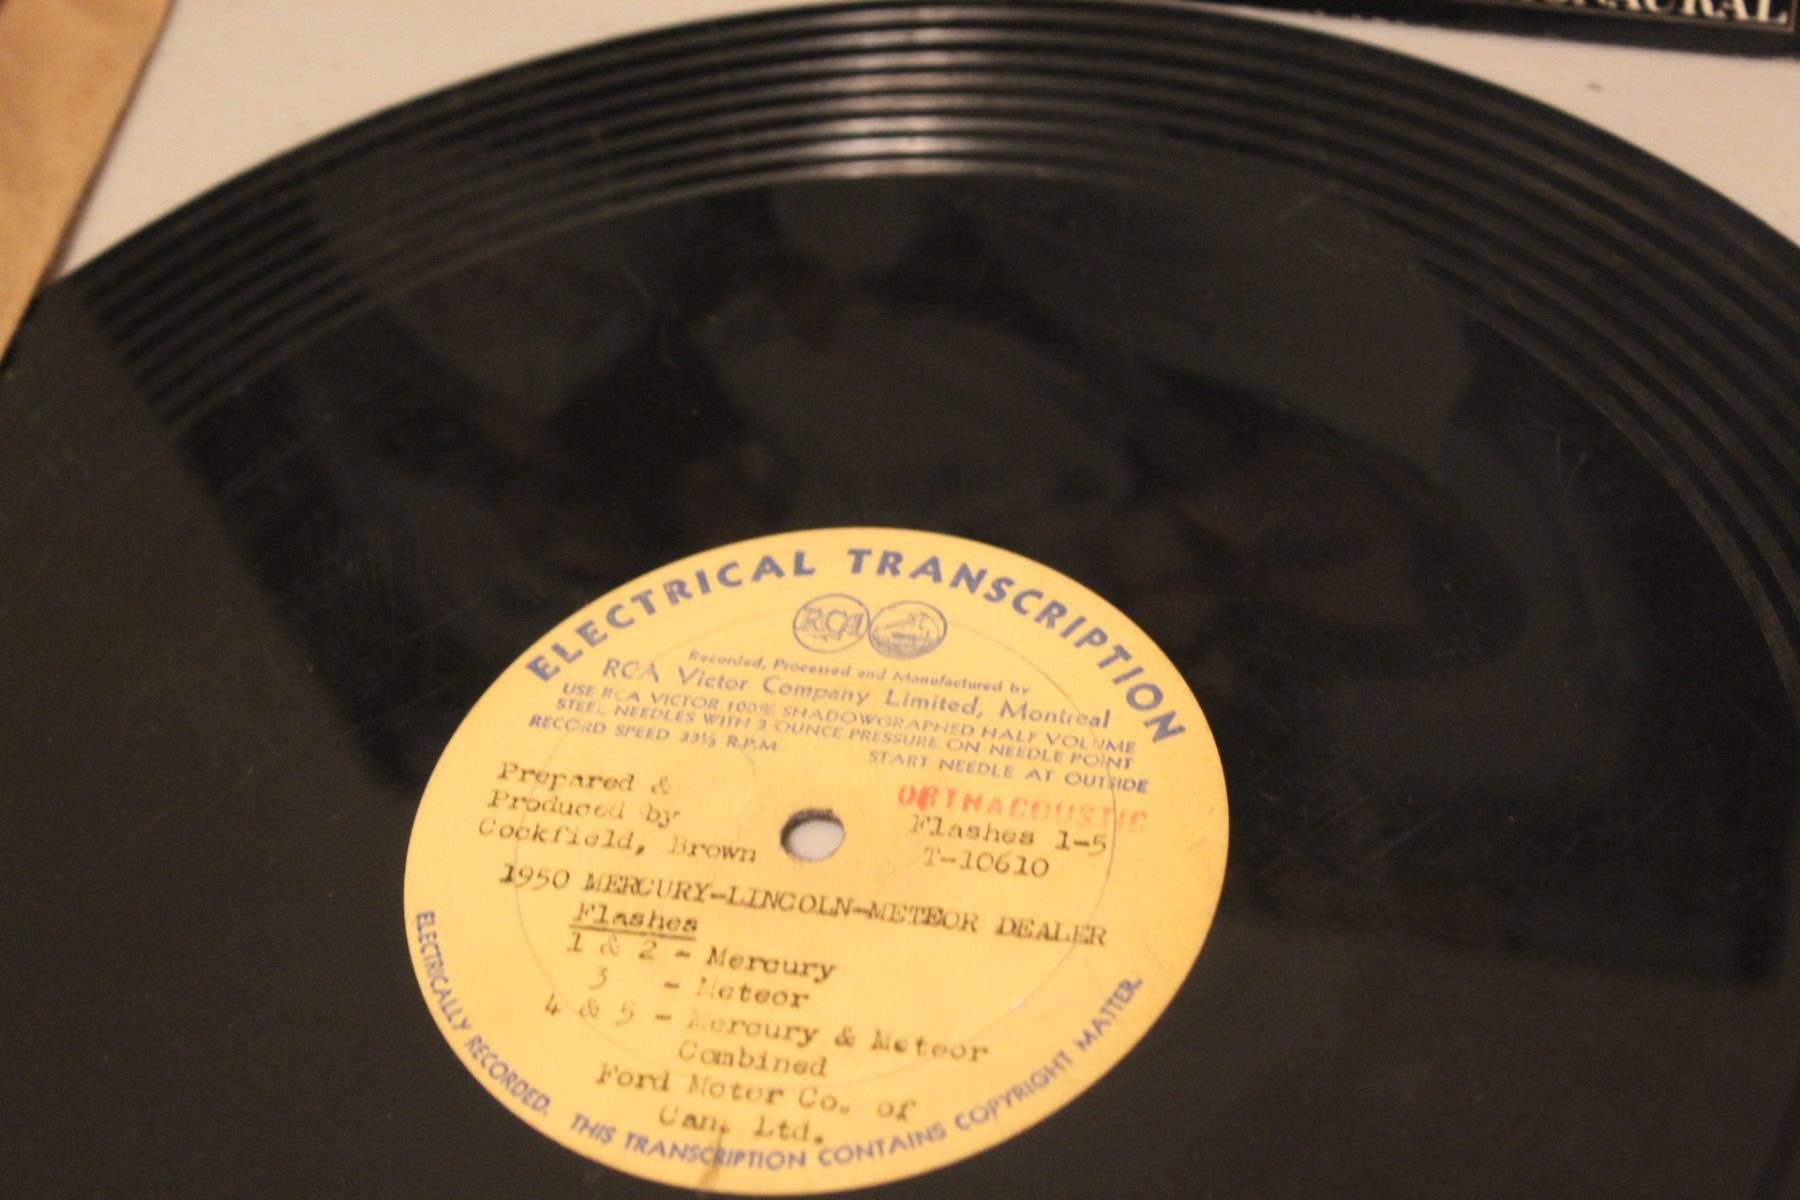 ONAURAL
ELECTRICAL TRANSCRIPTION
RCA
Recorded, Processed and Manufactured by
RCA Victor Company Limited, Montreal
USE RCA VICTOR 100% SHADOWGRAPHED HALF VOLUME
STEEL NEEDLES WITH 3 OUNCE PRESSURE ON NEEDLE POINT
RECORD SPEED 33⅓ R.P.M. START NEEDLE AT OUTSIDE
Prepared &
Produced by
Cockfield, Brown
ORTHACOUSTIC
Flashes 1-5
T-10610
1950 MERCURY-LINCOLN-METEOR DEALER
Flashes
1 & 2 - Mercury
3 - Meteor
4 & 5 - Mercury & Meteor
Combined
Ford Motor Co. of
Can. Ltd.
ELECTRICALLY RECORDED. THIS TRANSCRIPTION CONTAINS COPYRIGHT MATTER.